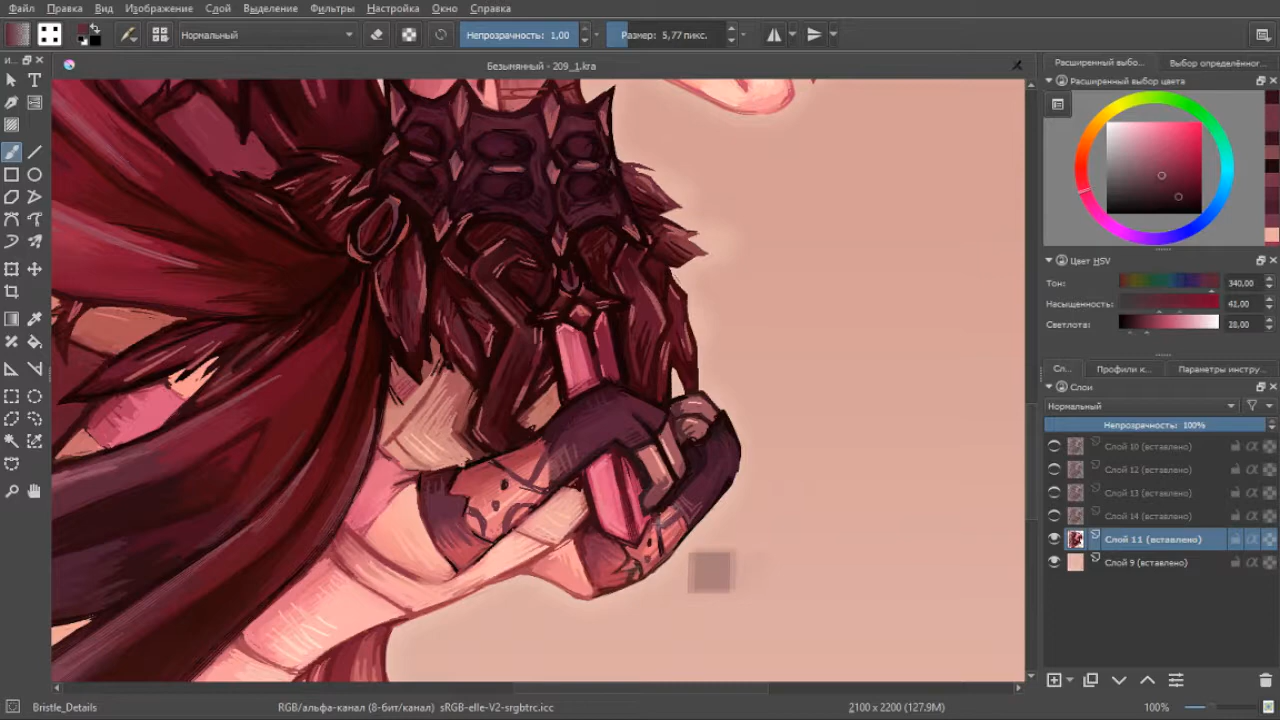 Файл Правка Вид Изображение Слой Выделение Фильтры Настройка Окно Справка
Нормальный Непрозрачность: 1,00 Размер: 5,77 пикс.
И...
Безымянный - 209_1.kra
Расширенный выбо... Выбор определённог...
Расширенный выбор цвета
Цвет HSV
Тон: 340,00
Насыщенность: 42,00
Светлота: 28,00
Сл... Профили к... Параметры инстру...
Слои
Нормальный
Непрозрачность: 100%
Слой 10 (вставлено)
Слой 12 (вставлено)
Слой 13 (вставлено)
Слой 14 (вставлено)
Слой 11 (вставлено)
Слой 9 (вставлено)
Bristle_Details RGB/альфа-канал (8-бит/канал) sRGB-elle-V2-srgbtrc.icc 2100 x 2200 (127.9M) 100%